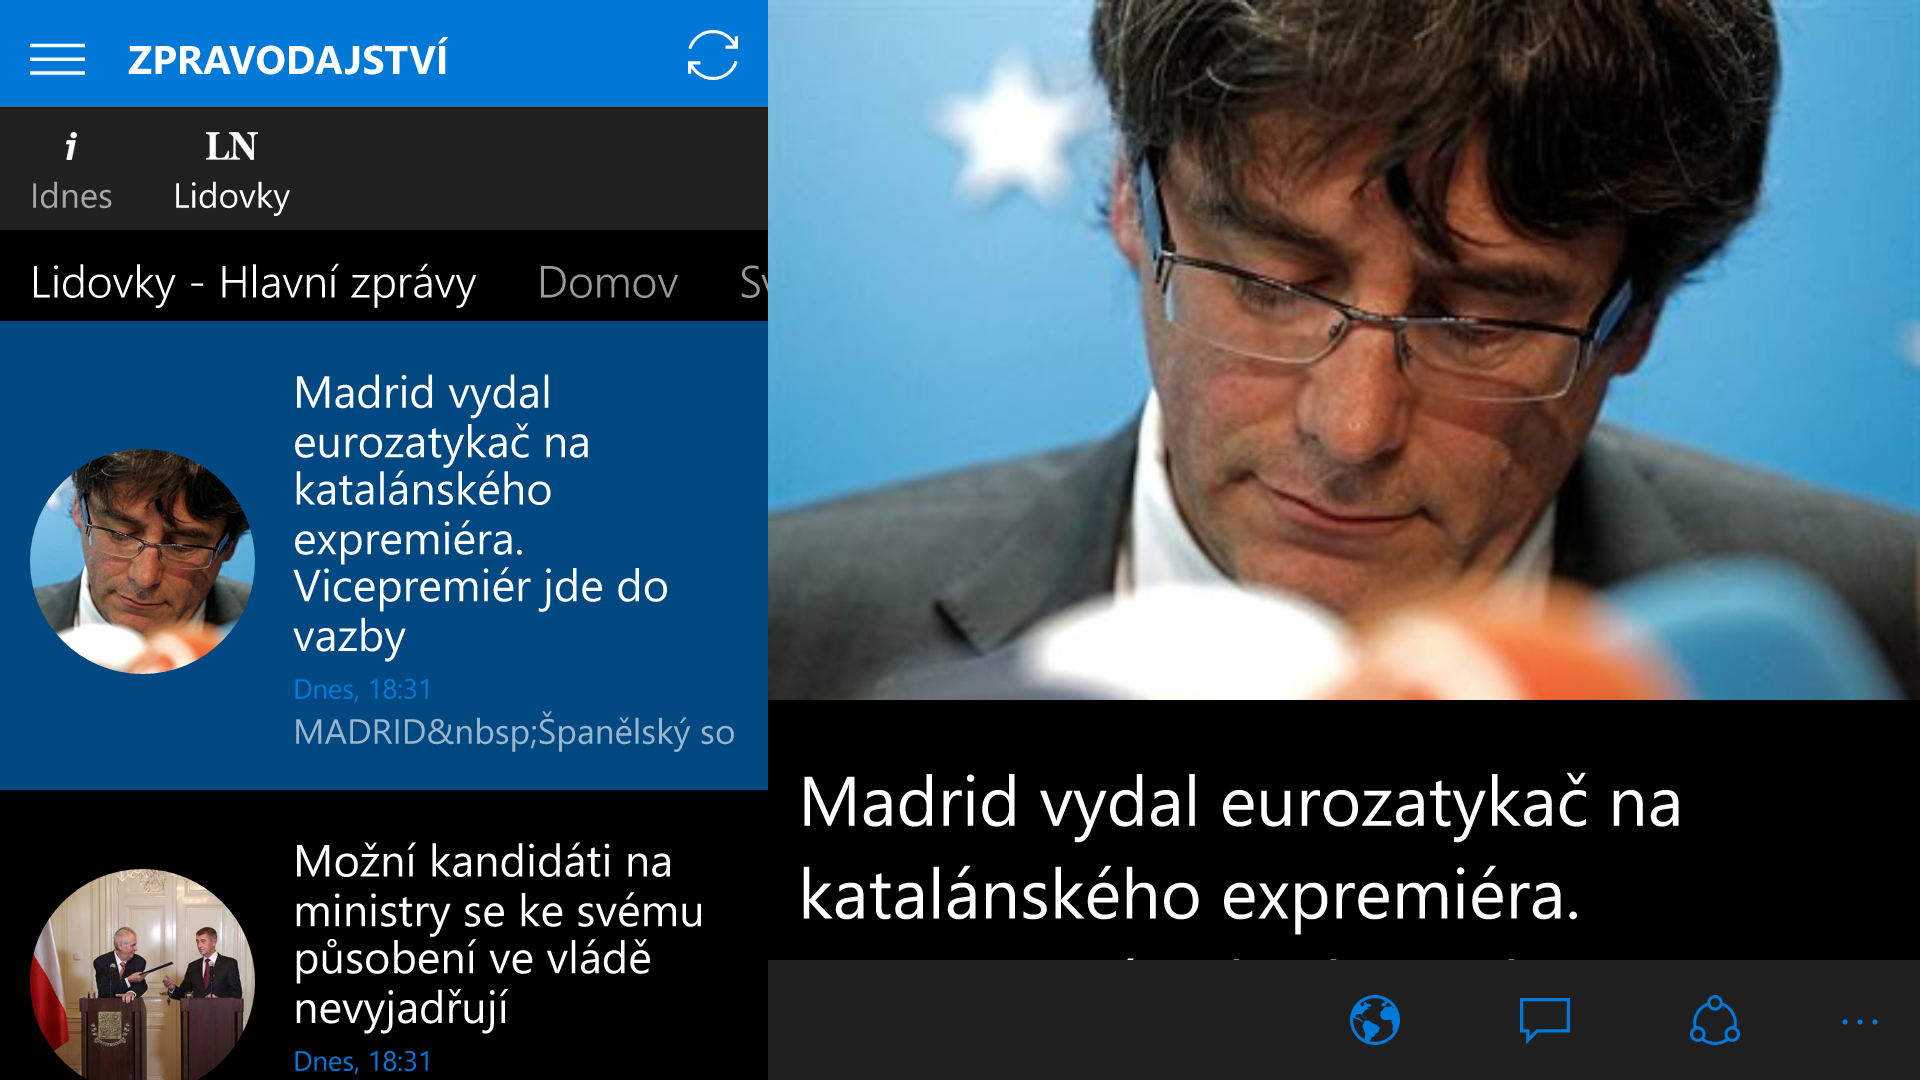 ZPRAVODAJSTVÍ
i
Idnes
LN
Lidovky
Lidovky - Hlavní zprávy
Domov
Sv
Madrid vydal
eurozatykač na
katalánského
expremiéra.
Vicepremiér jde do
vazby
Dnes, 18:31
MADRID&nbsp;Španělský so
Možní kandidáti na
ministry se ke svému
působení ve vládě
nevyjadřují
Dnes, 18:31
Madrid vydal eurozatykač na
katalánského expremiéra.